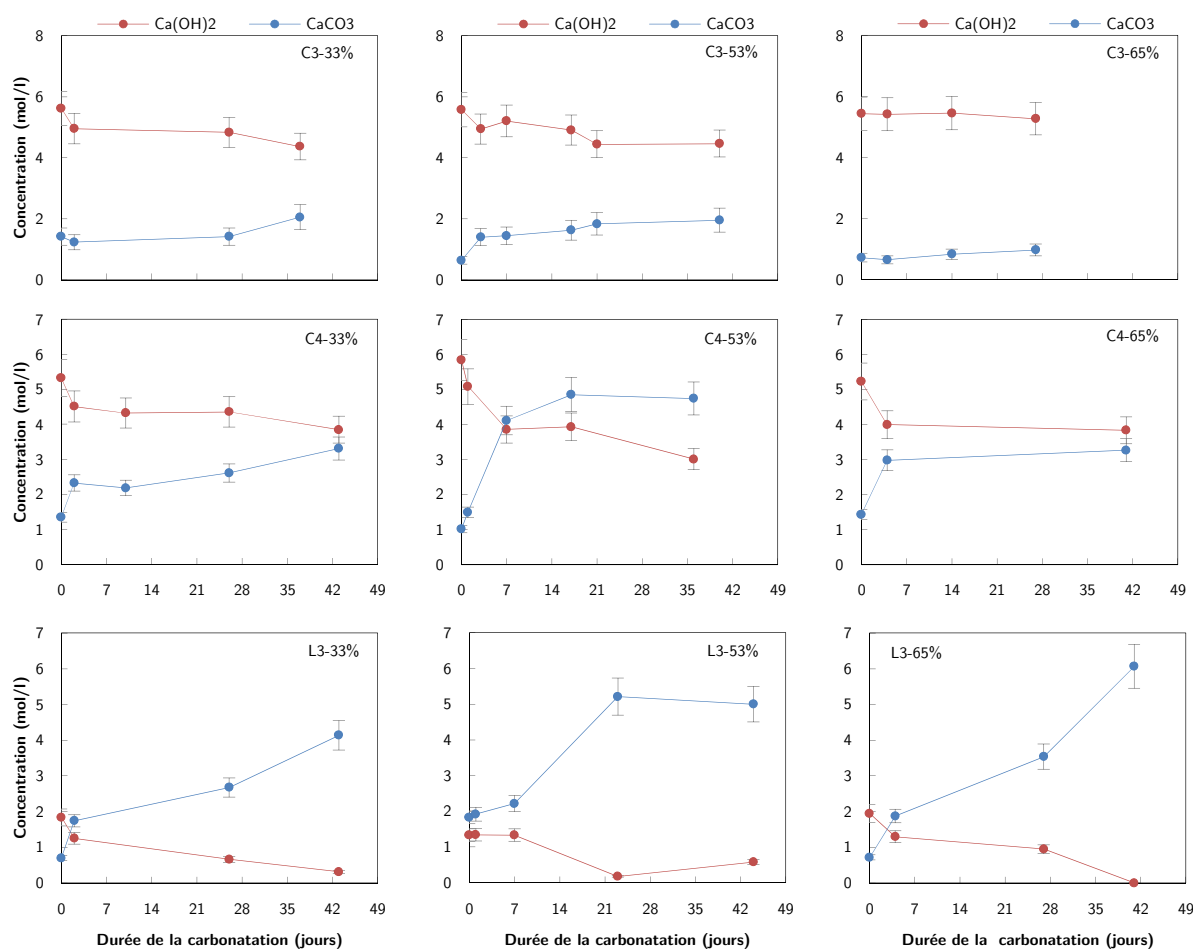 Ca(OH)2 CaCO3 Ca(OH)2 CaCO3 Ca(OH)2 CaCO3
8 8 8
C3-33% C3-53% C3-65%
6 6 6
4 4 4
2 2 2
0 0 0
Concentration (mol/l)
7 7 7
C4-33% C4-53% C4-65%
6 6 6
5 5 5
4 4 4
3 3 3
2 2 2
1 1 1
0 0 0
Concentration (mol/l)
0 7 14 21 28 35 42 49 0 7 14 21 28 35 42 49 0 7 14 21 28 35 42 49
7 7 7
L3-33% L3-53% L3-65%
6 6 6
5 5 5
4 4 4
3 3 3
2 2 2
1 1 1
0 0 0
Concentration (mol/l)
0 7 14 21 28 35 42 49 0 7 14 21 28 35 42 49 0 7 14 21 28 35 42 49
Durée de la carbonatation (jours) Durée de la carbonatation (jours) Durée de la carbonatation (jours)